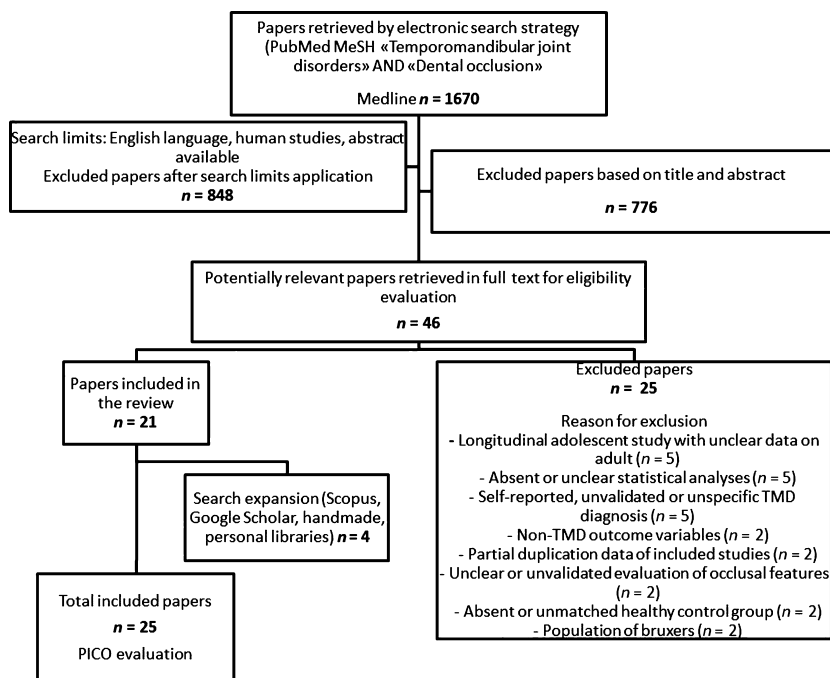 Papers retrieved by electronic search strategy
(PubMed MeSH «Temporomandibular joint
disorders» AND «Dental occlusion»
Medline n = 1670
Search limits: English language, human studies, abstract
available
Excluded papers after search limits application
n = 848
Excluded papers based on title and abstract
n = 776
Potentially relevant papers retrieved in full text for eligibility
evaluation
n = 46
Papers included in
the review
n = 21
Search expansion (Scopus,
Google Scholar, handmade,
personal libraries) n = 4
Total included papers
n = 25
PICO evaluation
Excluded papers
n = 25
Reason for exclusion
- Longitudinal adolescent study with unclear data on
adult (n = 5)
- Absent or unclear statistical analyses (n = 5)
- Self-reported, unvalidated or unspecific TMD
diagnosis (n = 5)
- Non-TMD outcome variables (n = 2)
- Partial duplication data of included studies (n = 2)
- Unclear or unvalidated evaluation of occlusal features
(n = 2)
- Absent or unmatched healthy control group (n = 2)
- Population of bruxers (n = 2)